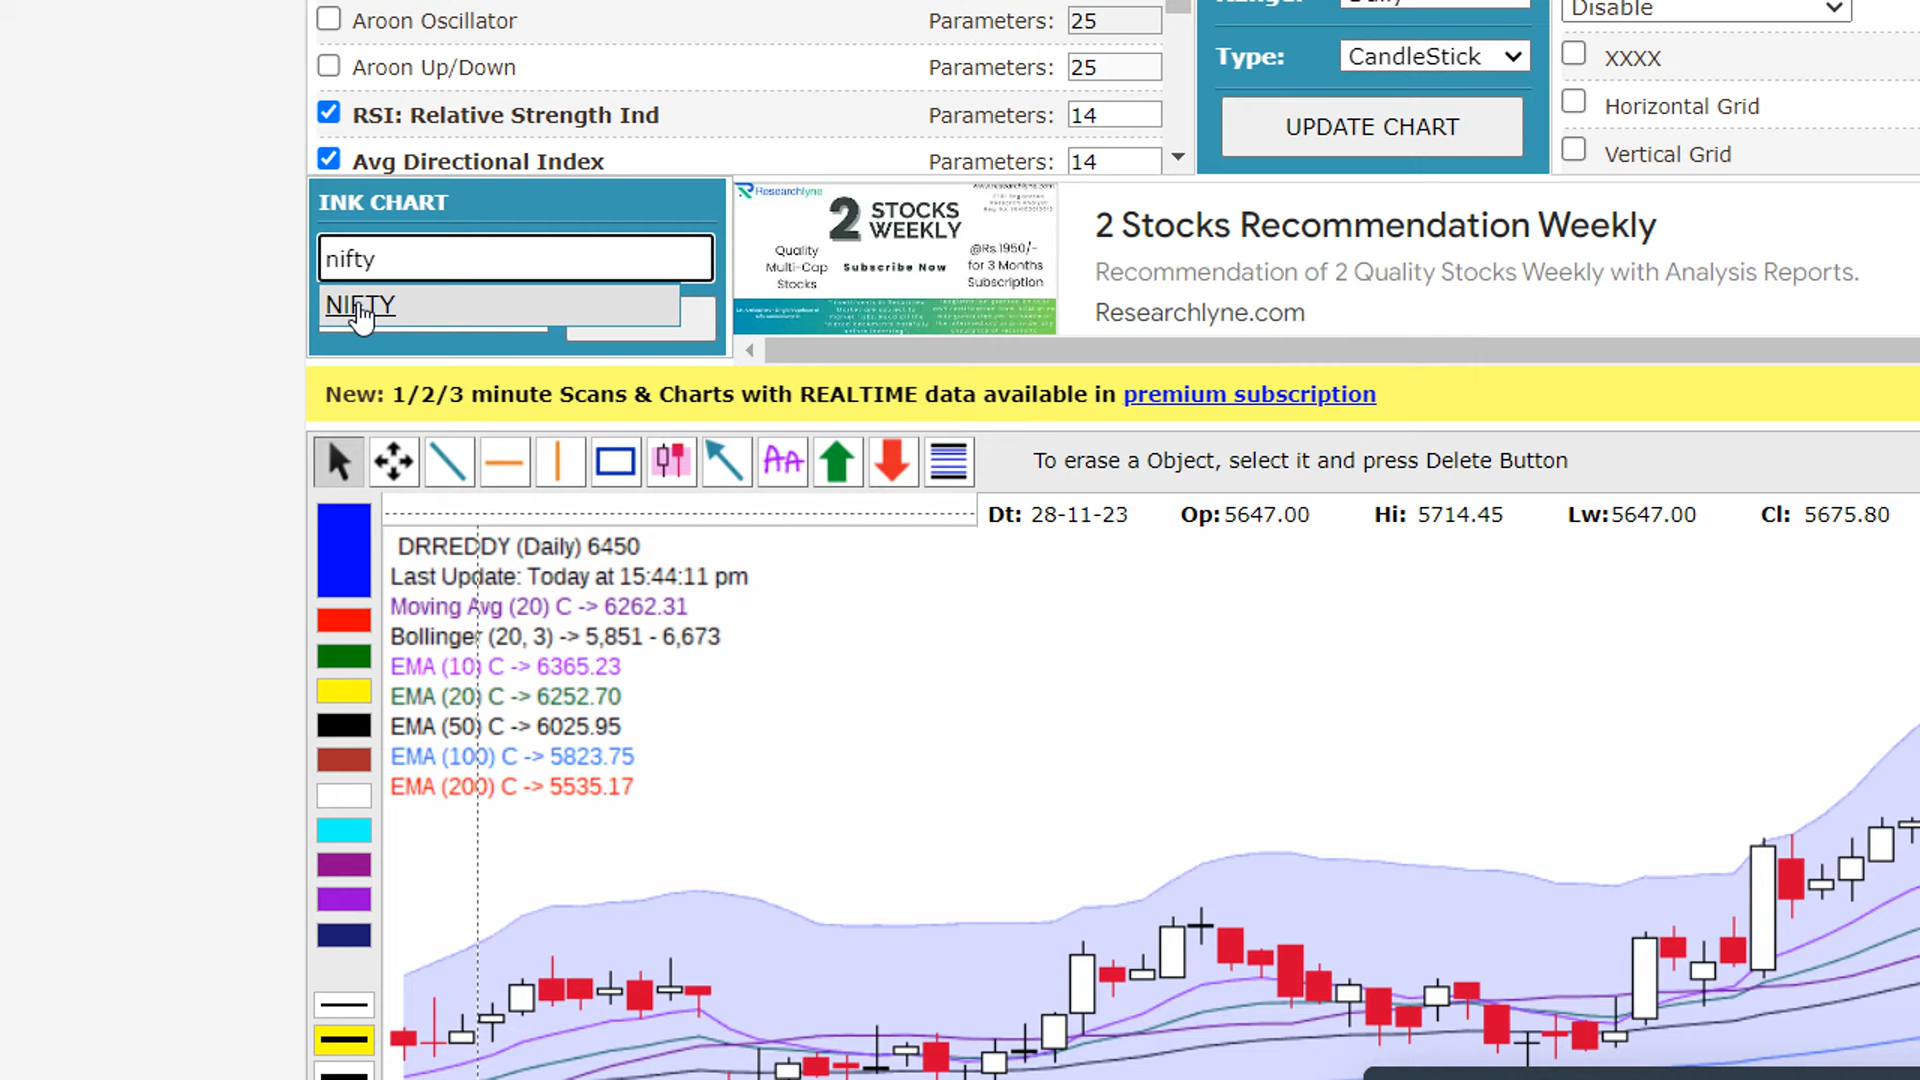 Aroon Oscillator Parameters: 25
Aroon Up/Down Parameters: 25
RSI: Relative Strength Ind Parameters: 14
Avg Directional Index Parameters: 14
Type: CandleStick
UPDATE CHART
Disable
XXXX
Horizontal Grid
Vertical Grid
INK CHART
nifty
NIFTY
Researchlyne
2 STOCKS WEEKLY
Quality
Multi-Cap
Stocks
Subscribe Now
@Rs.1950/-
for 3 Months
Subscription
2 Stocks Recommendation Weekly
Recommendation of 2 Quality Stocks Weekly with Analysis Reports.
Researchlyne.com
New: 1/2/3 minute Scans & Charts with REALTIME data available in premium subscription
AA
To erase a Object, select it and press Delete Button
Dt: 28-11-23 Op:5647.00 Hi: 5714.45 Lw:5647.00 Cl: 5675.80
DRREDDY (Daily) 6450
Last Update: Today at 15:44:11 pm
Moving Avg (20) C -> 6262.31
Bollinger (20, 3) -> 5,851 - 6,673
EMA (10) C -> 6365.23
EMA (20) C -> 6252.70
EMA (50) C -> 6025.95
EMA (100) C -> 5823.75
EMA (200) C -> 5535.17